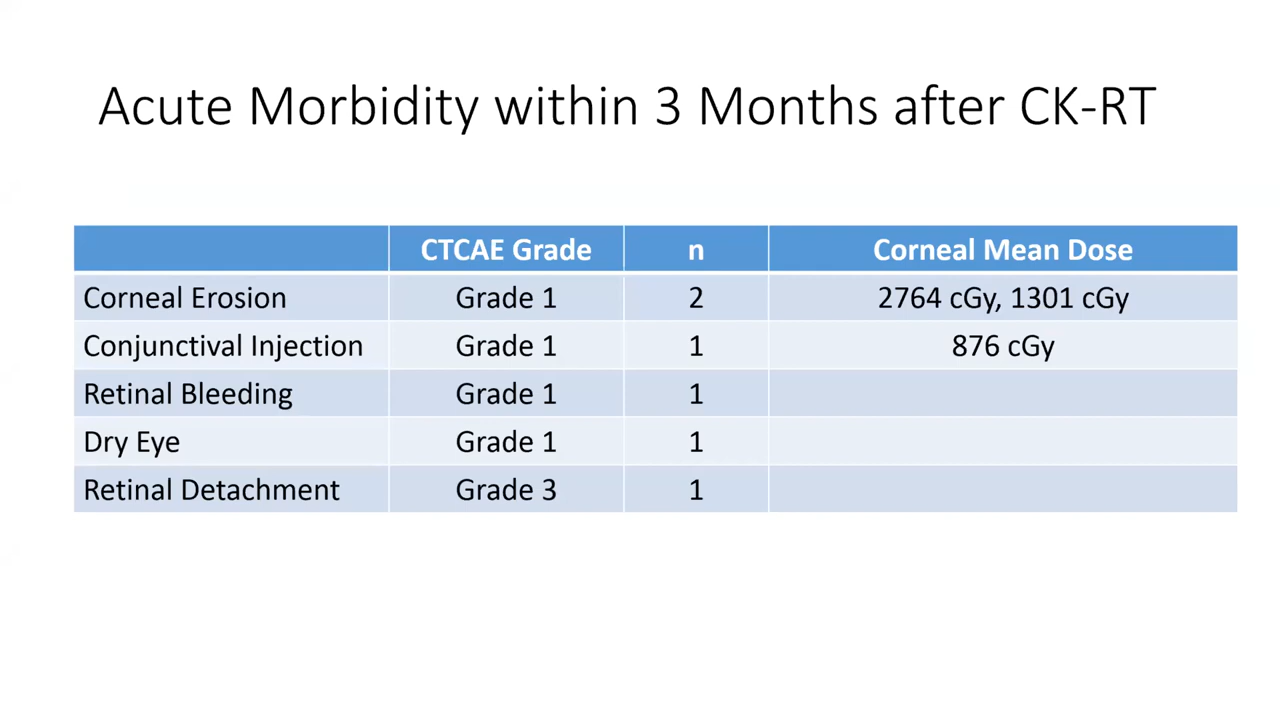 Acute Morbidity within 3 Months after CK-RT
CTCAE Grade n Corneal Mean Dose
Corneal Erosion Grade 1 2 2764 cGy, 1301 cGy
Conjunctival Injection Grade 1 1 876 cGy
Retinal Bleeding Grade 1 1
Dry Eye Grade 1 1
Retinal Detachment Grade 3 1